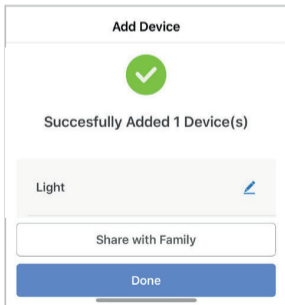 Add Device
Succesfully Added 1 Device(s)
Light
Share with Family
Done